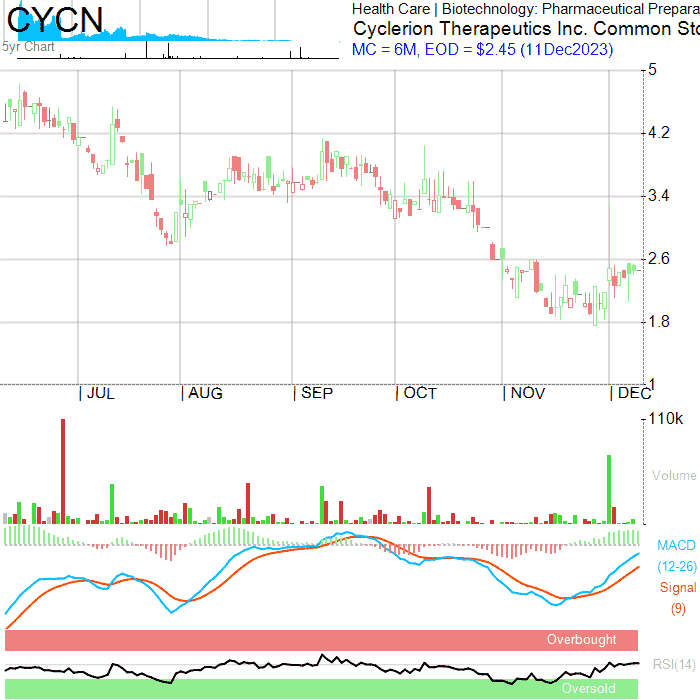 CYCN
5yr Chart
Health Care | Biotechnology: Pharmaceutical Prepara
Cyclerion Therapeutics Inc. Common Sto
MC = 6M, EOD = $2.45 (11Dec2023)
5
4.2
3.4
2.6
1.8
1
| JUL | AUG | SEP | OCT | NOV | DEC
110k
Volume
MACD
(12-26)
Signal
(9)
Overbought
RSI(14)
Oversold